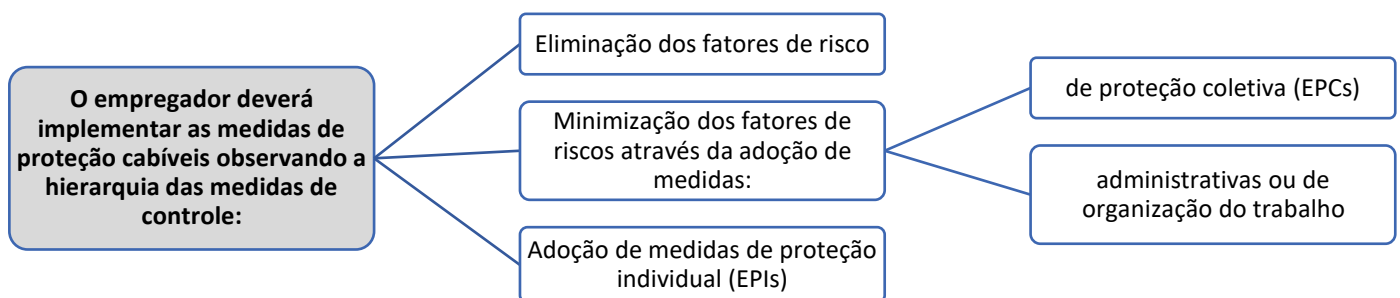 O empregador deverá
implementar as medidas de
proteção cabíveis observando a
hierarquia das medidas de
controle:
Eliminação dos fatores de risco
Minimização dos fatores de
riscos através da adoção de
medidas:
de proteção coletiva (EPCs)
administrativas ou de
organização do trabalho
Adoção de medidas de proteção
individual (EPIs)